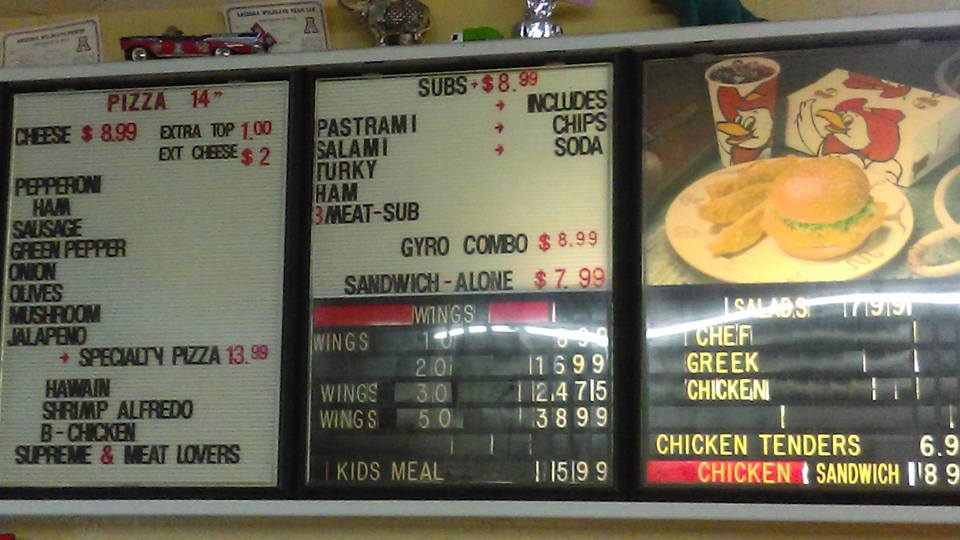 PIZZA 14"
CHEESE $ 8.99 EXTRA TOP 1.00
EXT CHEESE $ 2
PEPPERONI
HAM
SAUSAGE
GREEN PEPPER
ONION
OLIVES
MUSHROOM
JALAPENO
SPECIALTY PIZZA 13.99
HAWAIN
SHRIMP ALFREDO
B-CHICKEN
SUPREME & MEAT LOVERS
SUBS $8.99
INCLUDES
PASTRAMI CHIPS
SALAMI SODA
TURKY
HAM
3MEAT-SUB
GYRO COMBO $8.99
SANDWICH-ALONE $7.99
WINGS
WINGS 10 899
20 1699
WINGS 30 2475
WINGS 50 3899
KIDS MEAL 599
SALADS 799
CHEF
GREEK
CHICKEN
CHICKEN TENDERS 6.9
CHICKEN SANDWICH 89